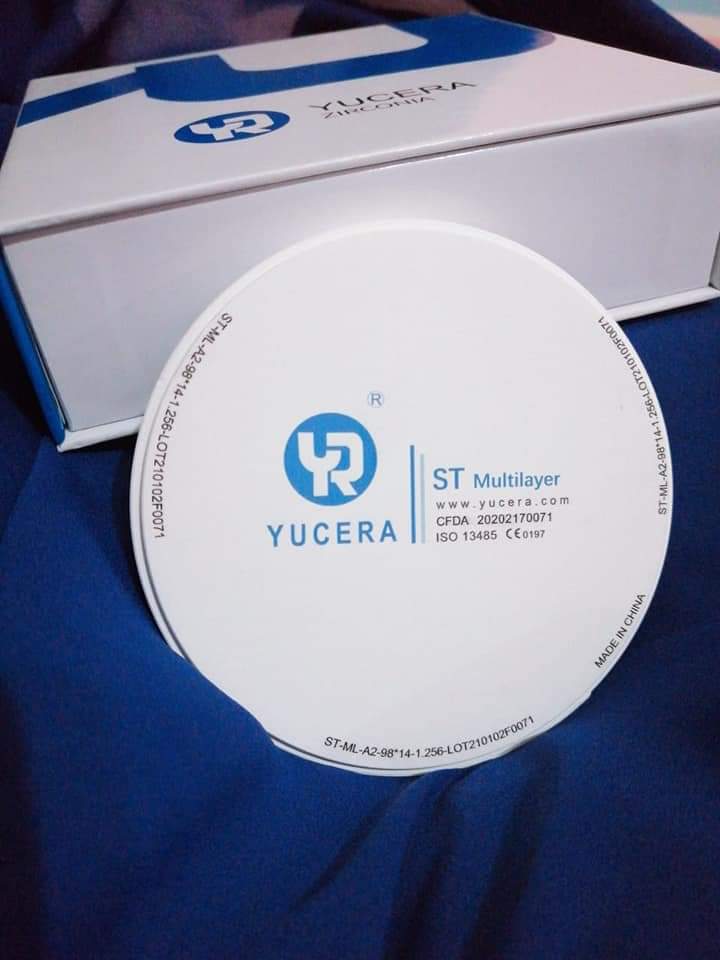 YUCERA
ZIRCONIA
YR
ST-ML-A2-98*14-1.256-LOT210102F0071
ST-ML-A2-98*14-1.256-LOT21102F0071
®
YR
YUCERA
ST Multilayer
www.yucera.com
CFDA 20202170071
ISO 13485 CE0197
MADE IN CHINA
ST-ML-A2-98*14-1.256-LOT210102F0071